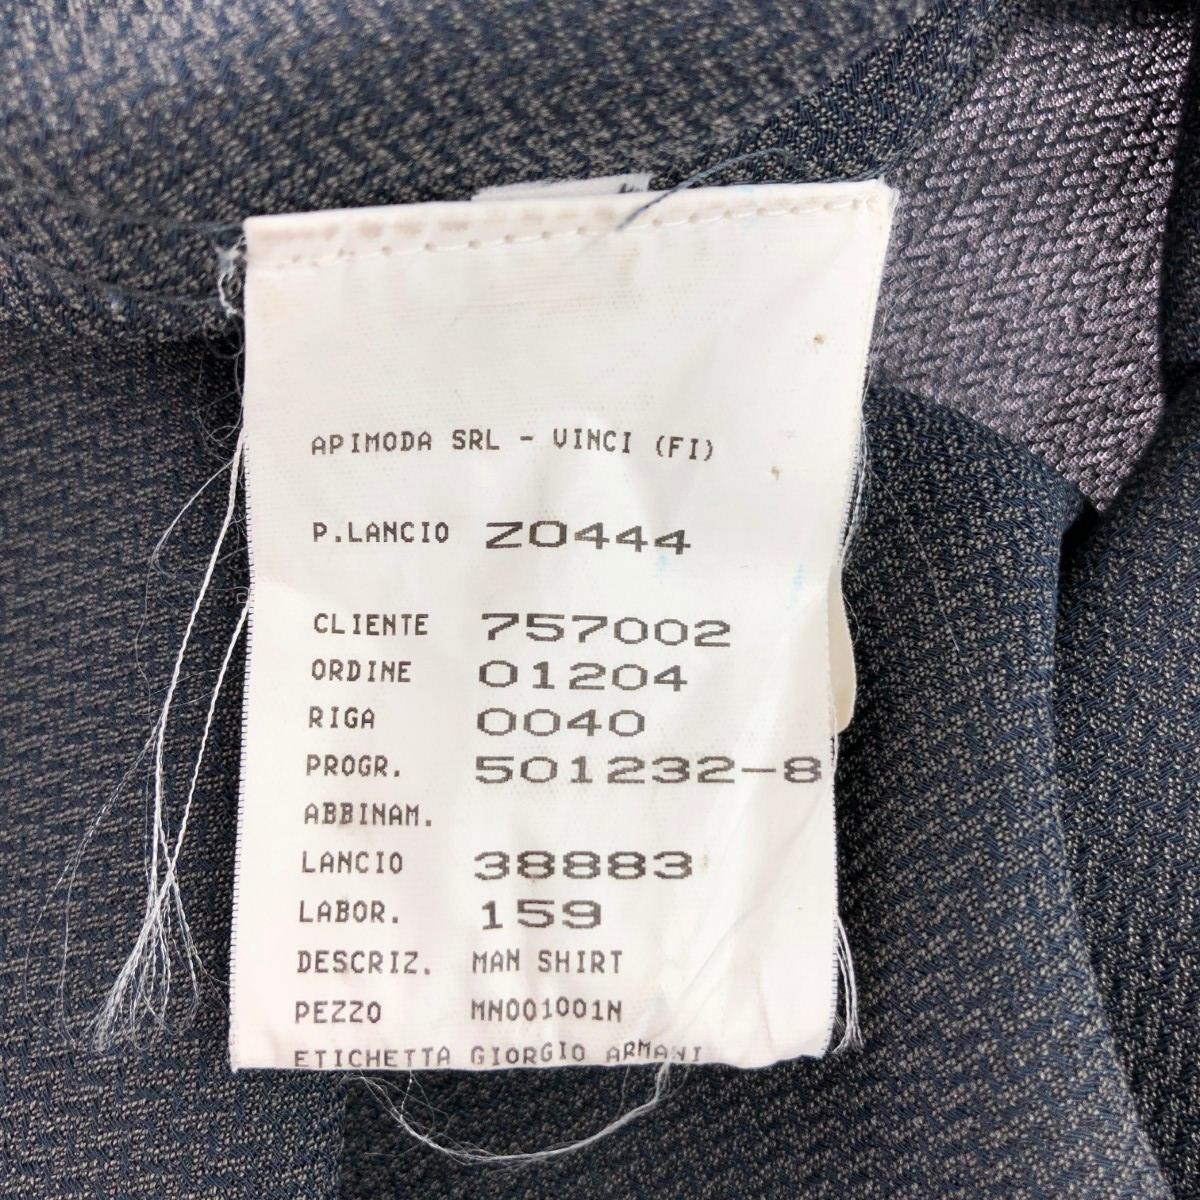 APIMODA SRL - VINCI (FI)
P.LANCIO Z0444
CLIENTE 757002
ORDINE 01204
RIGA 0040
PROGR. 501232-8
ABBINAM.
LANCIO 38883
LABOR. 159
DESCRIZ. MAN SHIRT
PEZZO MN001001N
ETICHETTA GIORGIO ARMANI